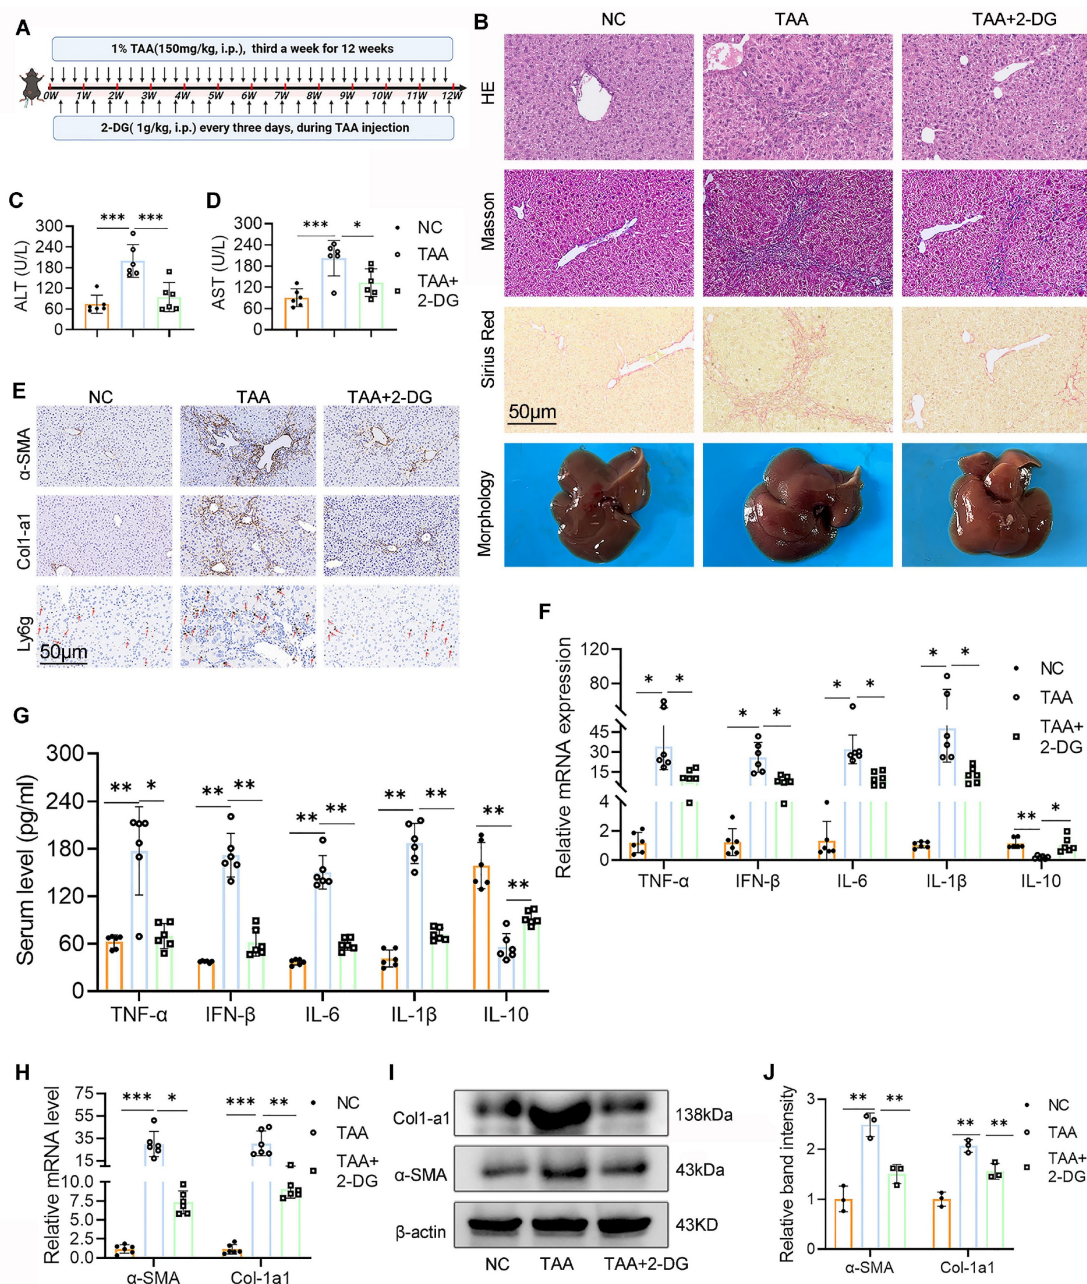 A
1% TAA(150mg/kg, i.p.), third a week for 12 weeks
0W 1W 2W 3W 4W 5W 6W 7W 8W 9W 10W 11W 12W
2-DG( 1g/kg, i.p.) every three days, during TAA injection
B
NC TAA TAA+2-DG
HE
Masson
Sirius Red
50μm
Morphology
C
*** ***
ALT (U/L)
300
240
180
120
60
0
D
*** *
AST (U/L)
300
240
180
120
60
0
NC
TAA
TAA+
2-DG
E
NC TAA TAA+2-DG
α-SMA
Col1-a1
Ly6g
50μm
F
Relative mRNA expression
120
80
45
30
15
4
2
0
* * * * * * * * ** *
TNF-α IFN-β IL-6 IL-1β IL-10
NC
TAA
TAA+
2-DG
G
Serum level (pg/ml)
300
240
180
120
60
0
** * ** ** ** ** ** ** ** **
TNF-α IFN-β IL-6 IL-1β IL-10
H
Relative mRNA level
75
55
35
15
10.0
7.5
5.0
2.5
0.0
*** * *** **
α-SMA Col-1a1
NC
TAA
TAA+
2-DG
I
Col1-a1 138kDa
α-SMA 43kDa
β-actin 43KD
NC TAA TAA+2-DG
J
Relative band intensity
3
2
1
0
** ** ** **
α-SMA Col-1a1
NC
TAA
TAA+
2-DG